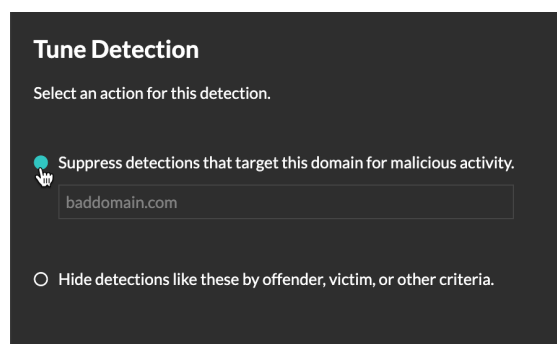 Tune Detection
Select an action for this detection.
Suppress detections that target this domain for malicious activity.
baddomain.com
Hide detections like these by offender, victim, or other criteria.